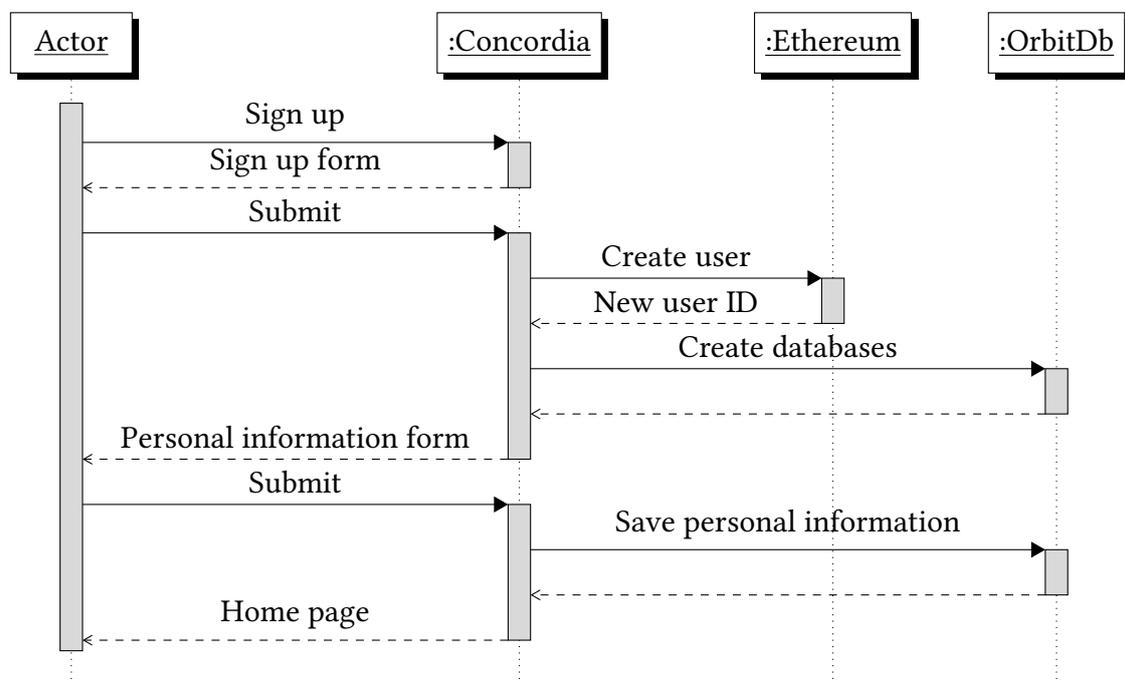 Actor
:Concordia
:Ethereum
:OrbitDb
Sign up
Sign up form
Submit
Create user
New user ID
Create databases
Personal information form
Submit
Save personal information
Home page